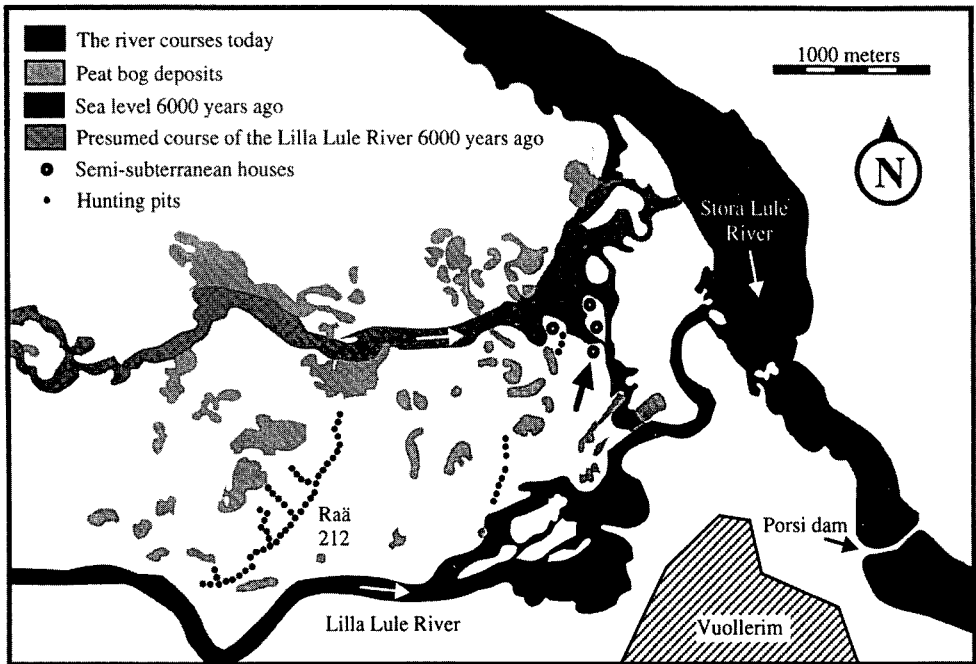 The river courses today
Peat bog deposits
Sea level 6000 years ago
Presumed course of the Lilla Lule River 6000 years ago
Semi-subterranean houses
Hunting pits
1000 meters
N
Stora Lule
River
Raä
212
Porsi dam
Lilla Lule River
Vuollerim